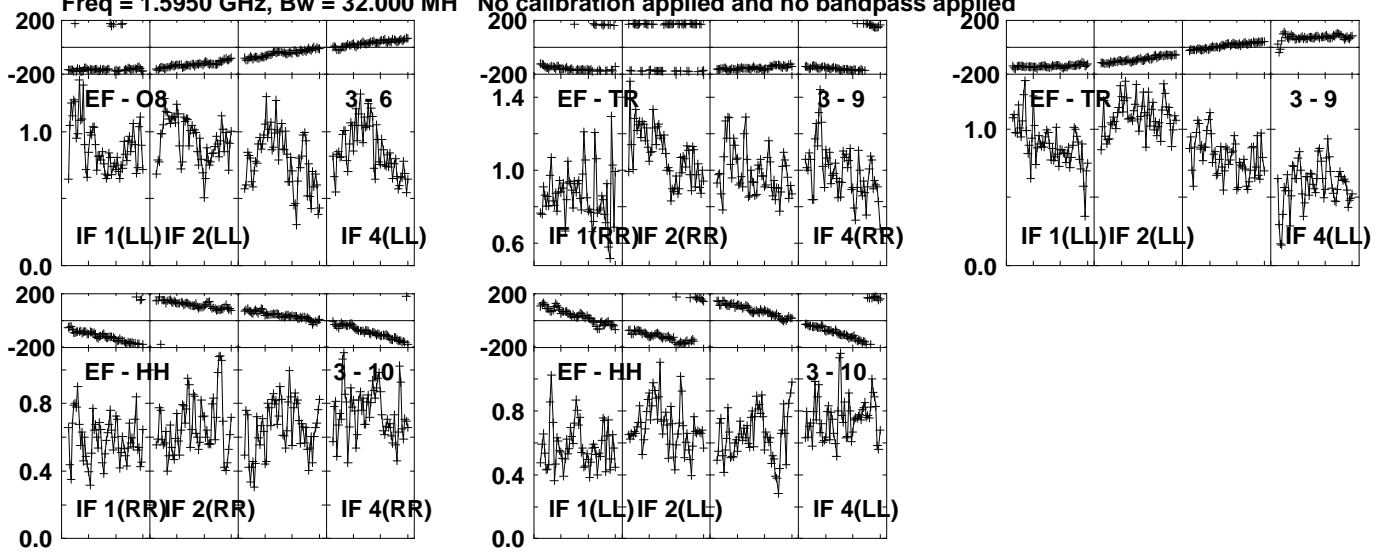 Freq = 1.5950 GHz, Bw = 32.000 MH No calibration applied and no bandpass applied
200
-200
EF - O8 3 - 6
1.0
IF 1(LL) IF 2(LL) IF 4(LL)
0.0
EF - TR 3 - 9
1.4
1.2
1.0
0.8
0.6
IF 1(RR) IF 2(RR) IF 4(RR)
200
-200
EF - TR 3 - 9
1.0
IF 1(LL) IF 2(LL) IF 4(LL)
0.0
200
-200
EF - HH 3 - 10
0.8
0.4
IF 1(RR) IF 2(RR) IF 4(RR)
0.0
200
-200
EF - HH 3 - 10
0.8
0.4
IF 1(LL) IF 2(LL) IF 4(LL)
0.0